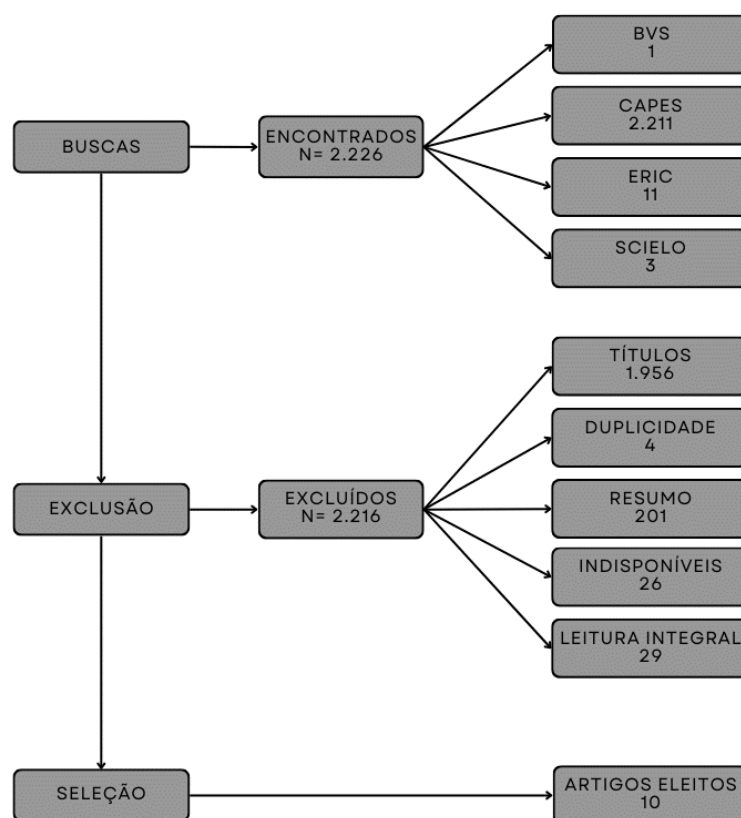 BUSCAS
ENCONTRADOS
N= 2.226
BVS
1
CAPES
2.211
ERIC
11
SCIELO
3
EXCLUSÃO
EXCLUÍDOS
N= 2.216
TÍTULOS
1.956
DUPLICIDADE
4
RESUMO
201
INDISPONÍVEIS
26
LEITURA INTEGRAL
29
SELEÇÃO
ARTIGOS ELEITOS
10